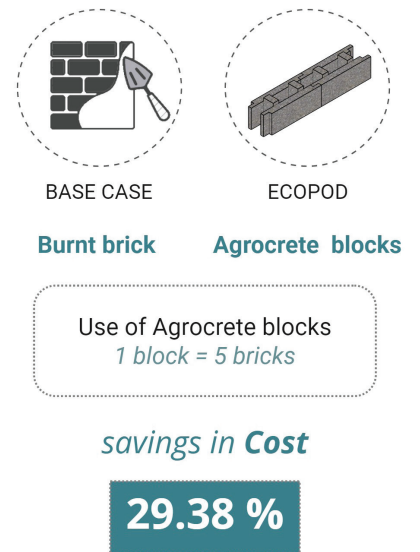 BASE CASE
ECOPOD
Burnt brick
Agrocrete blocks
Use of Agrocrete blocks
1 block = 5 bricks
savings in Cost
29.38 %